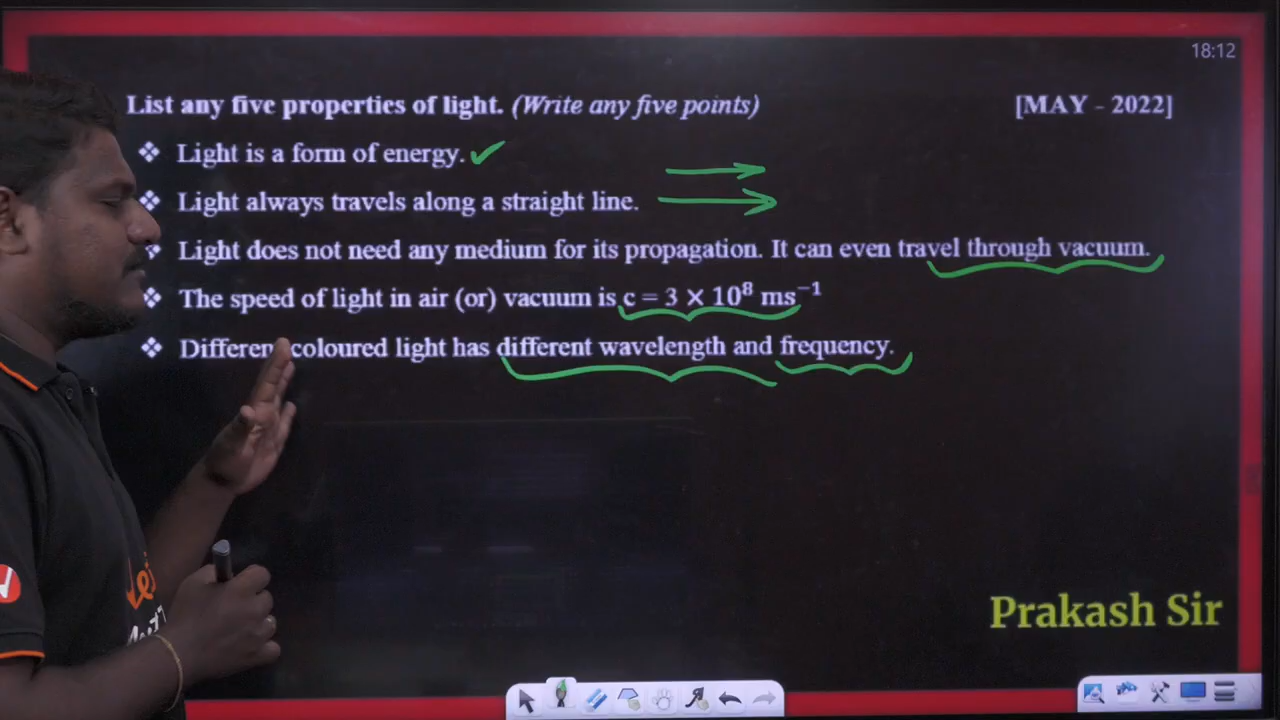 18:12
List any five properties of light. (Write any five points) [MAY - 2022]
❖ Light is a form of energy. ✓
❖ Light always travels along a straight line.
Light does not need any medium for its propagation. It can even travel through vacuum.
❖ The speed of light in air (or) vacuum is c = 3 × 10⁸ ms⁻¹
❖ Different coloured light has different wavelength and frequency.
Prakash Sir